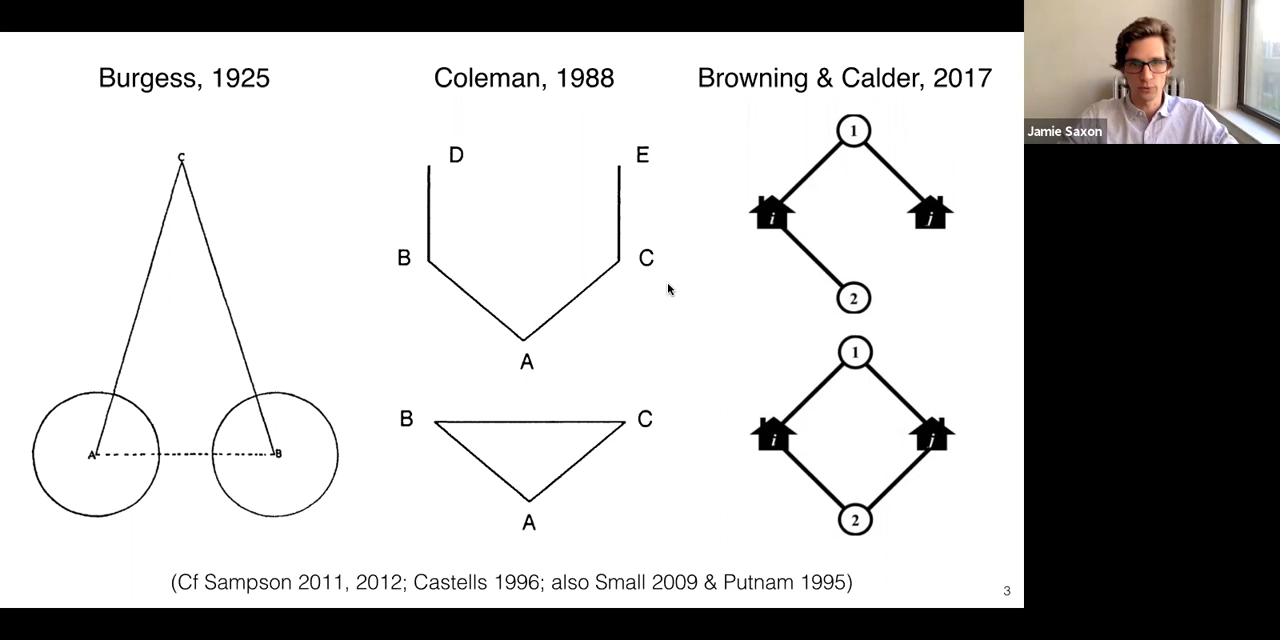 Burgess, 1925
Coleman, 1988
Browning & Calder, 2017
Jamie Saxon
C
A
B
D
E
B
C
A
B
C
A
1
i
j
2
1
i
j
2
(Cf Sampson 2011, 2012; Castells 1996; also Small 2009 & Putnam 1995)
3